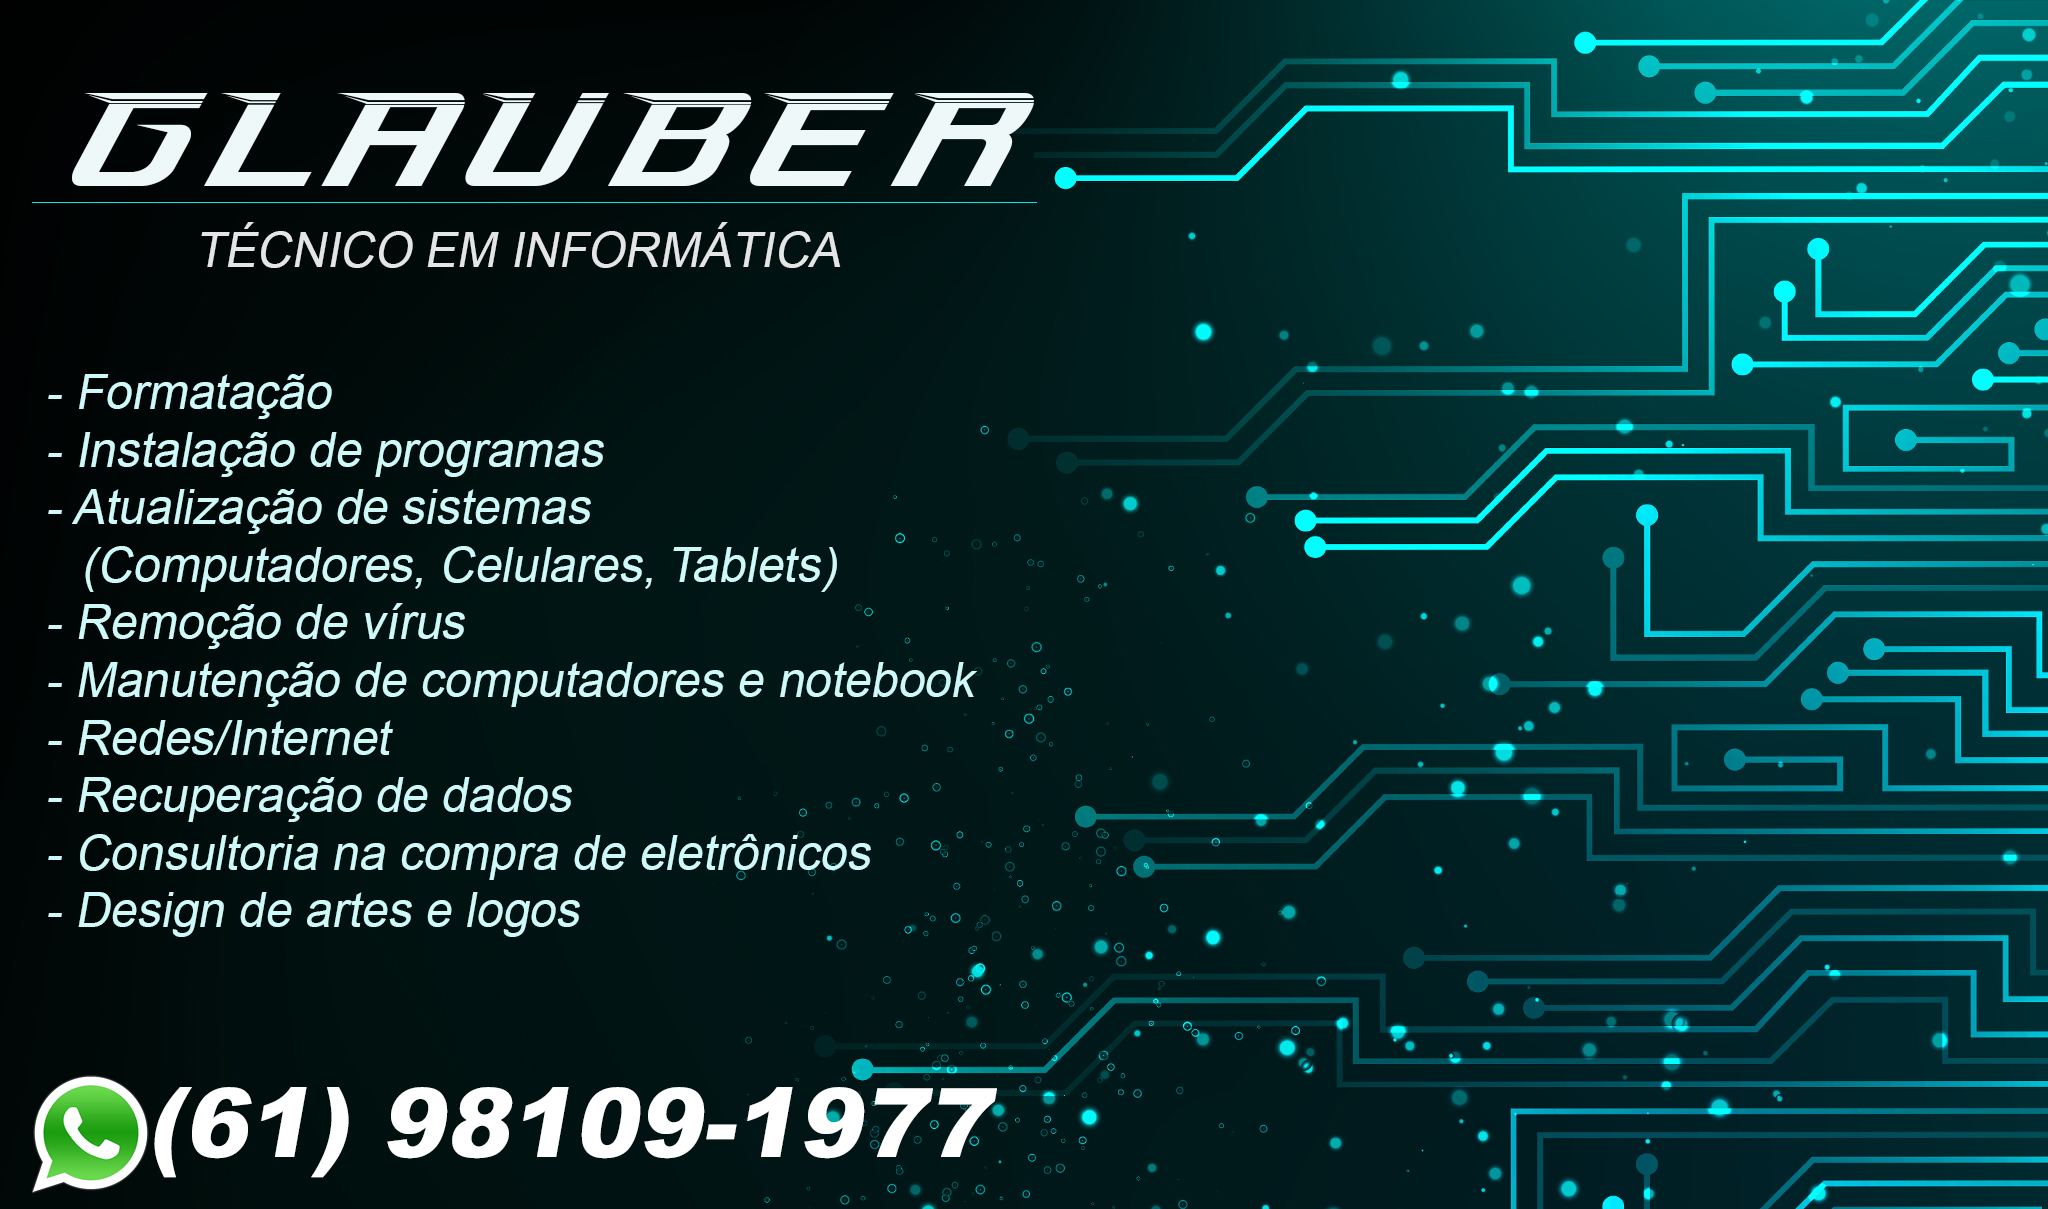 GLAUBER
TÉCNICO EM INFORMÁTICA
- Formatação
- Instalação de programas
- Atualização de sistemas
(Computadores, Celulares, Tablets)
- Remoção de vírus
- Manutenção de computadores e notebook
- Redes/Internet
- Recuperação de dados
- Consultoria na compra de eletrônicos
- Design de artes e logos
(61) 98109-1977